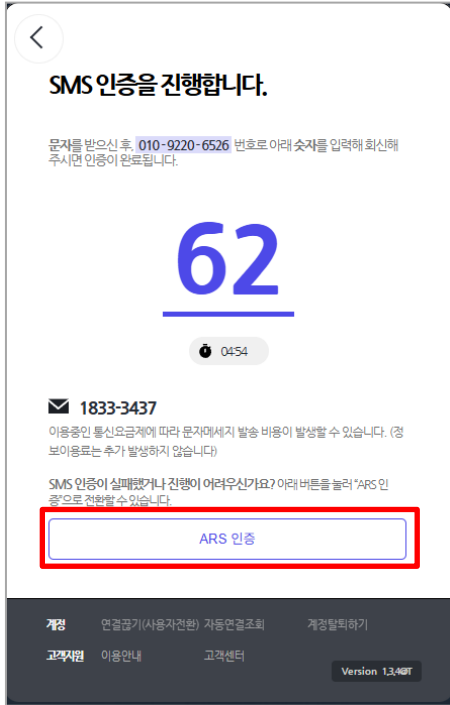 SMS 인증을 진행합니다.
문자를 받으신 후, 010-9220-6526 번호로 아래 숫자를 입력해 회신해
주시면 인증이 완료됩니다.
62
04:54
1833-3437
이용중인 통신요금제에 따라 문자메세지 발송 비용이 발생할 수 있습니다. (정
보이용료는 추가 발생하지 않습니다)
SMS 인증이 실패했거나 진행이 어려우신가요? 아래 버튼을 눌러 “ARS 인
증”으로 전환할 수 있습니다.
ARS 인증
계정 연결끊기(사용자전환) 자동연결조회 계정탈퇴하기
고객지원 이용안내 고객센터
Version 1,3,4